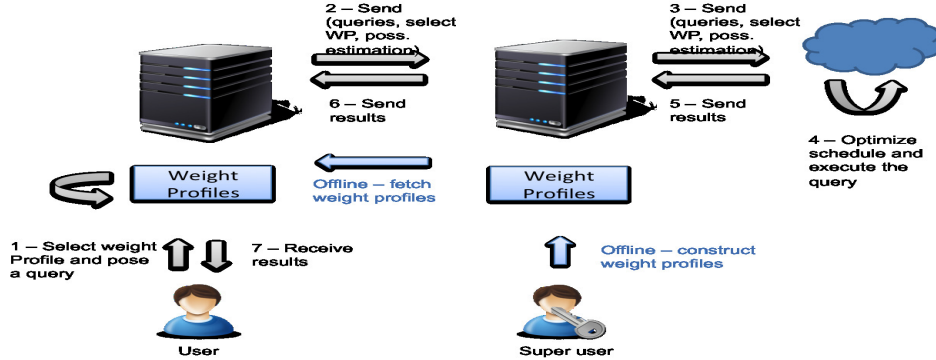 2 – Send
(queries, select
WP, poss.
estimation)
3 – Send
(queries, select
WP, poss.
estimation)
6 – Send
results
5 – Send
results
4 – Optimize
schedule and
execute the
query
Weight
Profiles
Offline – fetch
weight profiles
Weight
Profiles
1 – Select weight
Profile and pose
a query
7 – Receive
results
Offline – construct
weight profiles
User
Super user